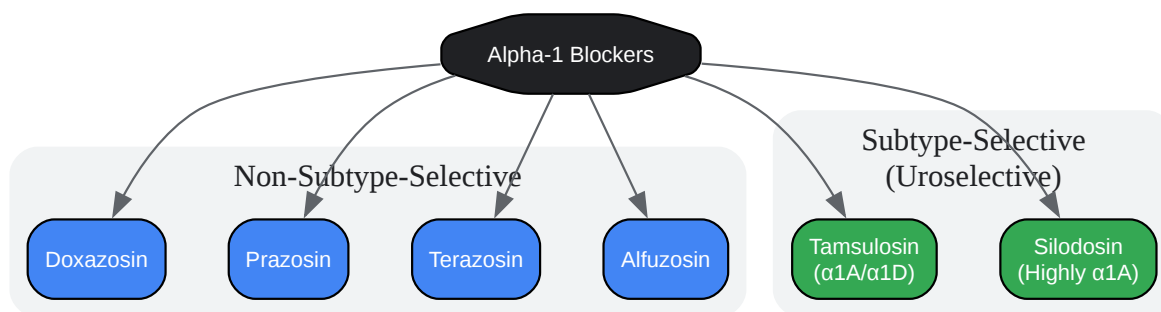 Alpha-1 Blockers
Non-Subtype-Selective
Subtype-Selective
(Uroselective)
Doxazosin
Prazosin
Terazosin
Alfuzosin
Tamsulosin
(α1A/α1D)
Silodosin
(Highly α1A)